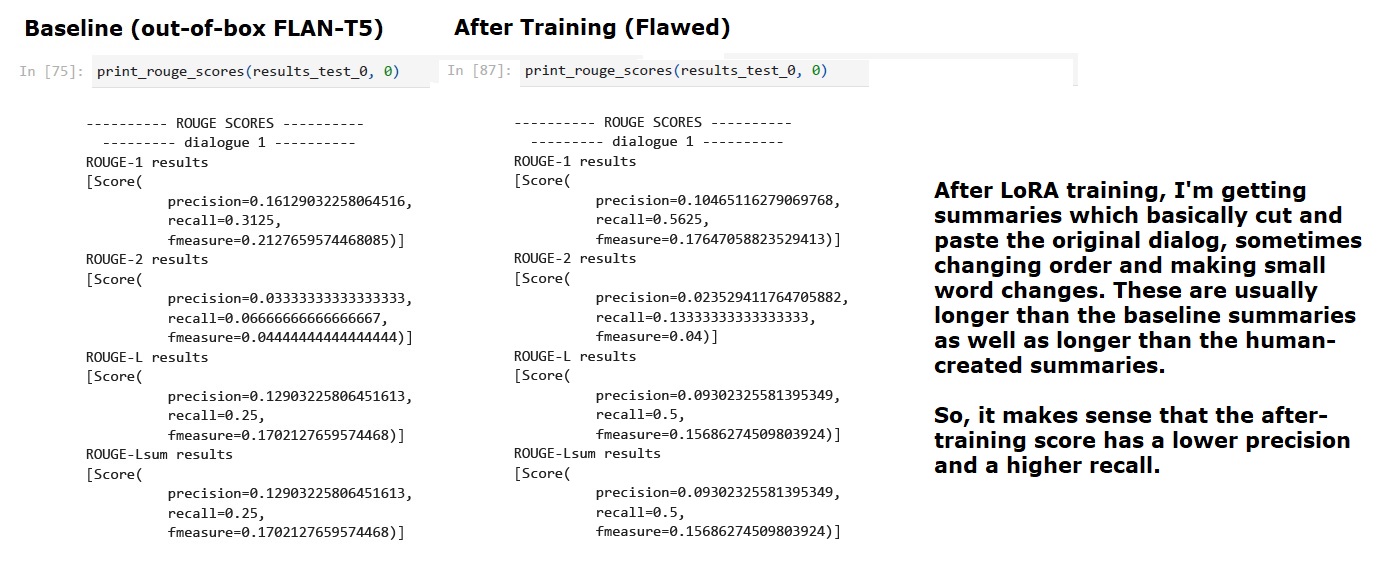 Baseline (out-of-box FLAN-T5)
In [75]: print_rouge_scores(results_test_0, 0)
---------- ROUGE SCORES ----------
--------- dialogue 1 ----------
ROUGE-1 results
[Score(
precision=0.16129032258064516,
recall=0.3125,
fmeasure=0.2127659574468085)]
ROUGE-2 results
[Score(
precision=0.03333333333333333,
recall=0.06666666666666667,
fmeasure=0.04444444444444444)]
ROUGE-L results
[Score(
precision=0.12903225806451613,
recall=0.25,
fmeasure=0.1702127659574468)]
ROUGE-Lsum results
[Score(
precision=0.12903225806451613,
recall=0.25,
fmeasure=0.1702127659574468)]
After Training (Flawed)
In [87]: print_rouge_scores(results_test_0, 0)
---------- ROUGE SCORES ----------
--------- dialogue 1 ----------
ROUGE-1 results
[Score(
precision=0.10465116279069768,
recall=0.5625,
fmeasure=0.17647058823529413)]
ROUGE-2 results
[Score(
precision=0.023529411764705882,
recall=0.13333333333333333,
fmeasure=0.04)]
ROUGE-L results
[Score(
precision=0.09302325581395349,
recall=0.5,
fmeasure=0.15686274509803924)]
ROUGE-Lsum results
[Score(
precision=0.09302325581395349,
recall=0.5,
fmeasure=0.15686274509803924)]
After LoRA training, I'm getting
summaries which basically cut and
paste the original dialog, sometimes
changing order and making small
word changes. These are usually
longer than the baseline summaries
as well as longer than the human-
created summaries.
So, it makes sense that the after-
training score has a lower precision
and a higher recall.